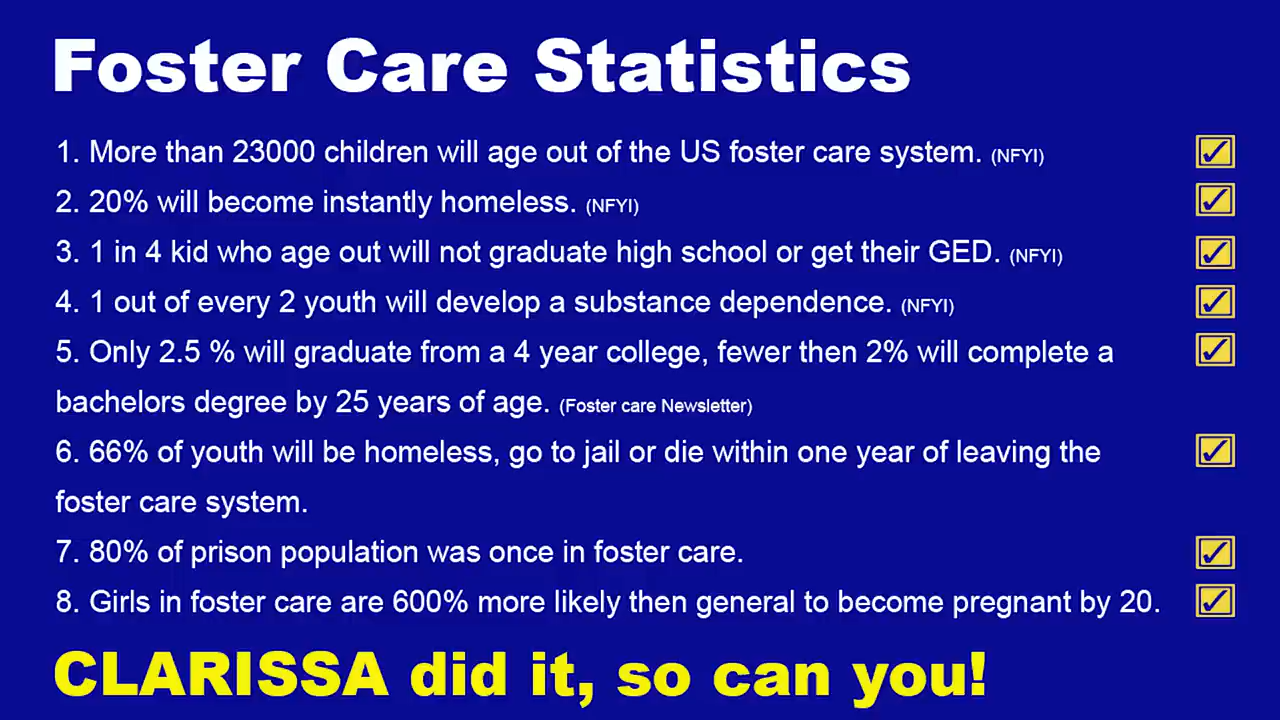 Foster Care Statistics
1. More than 23000 children will age out of the US foster care system. (NFYI)
2. 20% will become instantly homeless. (NFYI)
3. 1 in 4 kid who age out will not graduate high school or get their GED. (NFYI)
4. 1 out of every 2 youth will develop a substance dependence. (NFYI)
5. Only 2.5 % will graduate from a 4 year college, fewer then 2% will complete a
bachelors degree by 25 years of age. (Foster care Newsletter)
6. 66% of youth will be homeless, go to jail or die within one year of leaving the
foster care system.
7. 80% of prison population was once in foster care.
8. Girls in foster care are 600% more likely then general to become pregnant by 20.
CLARISSA did it, so can you!